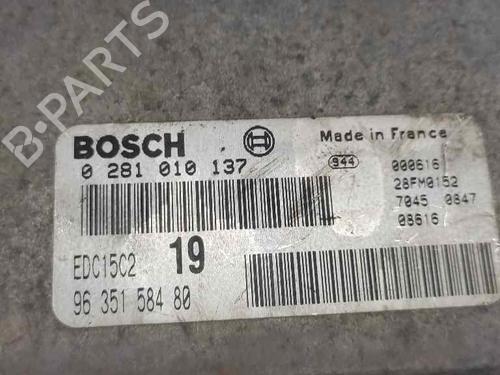 B-PARTS
BOSCH
Made in France
0 281 010 137
944
000616
28FM0152
7045 0847
08616
EDC15C2
19
96 351 584 80